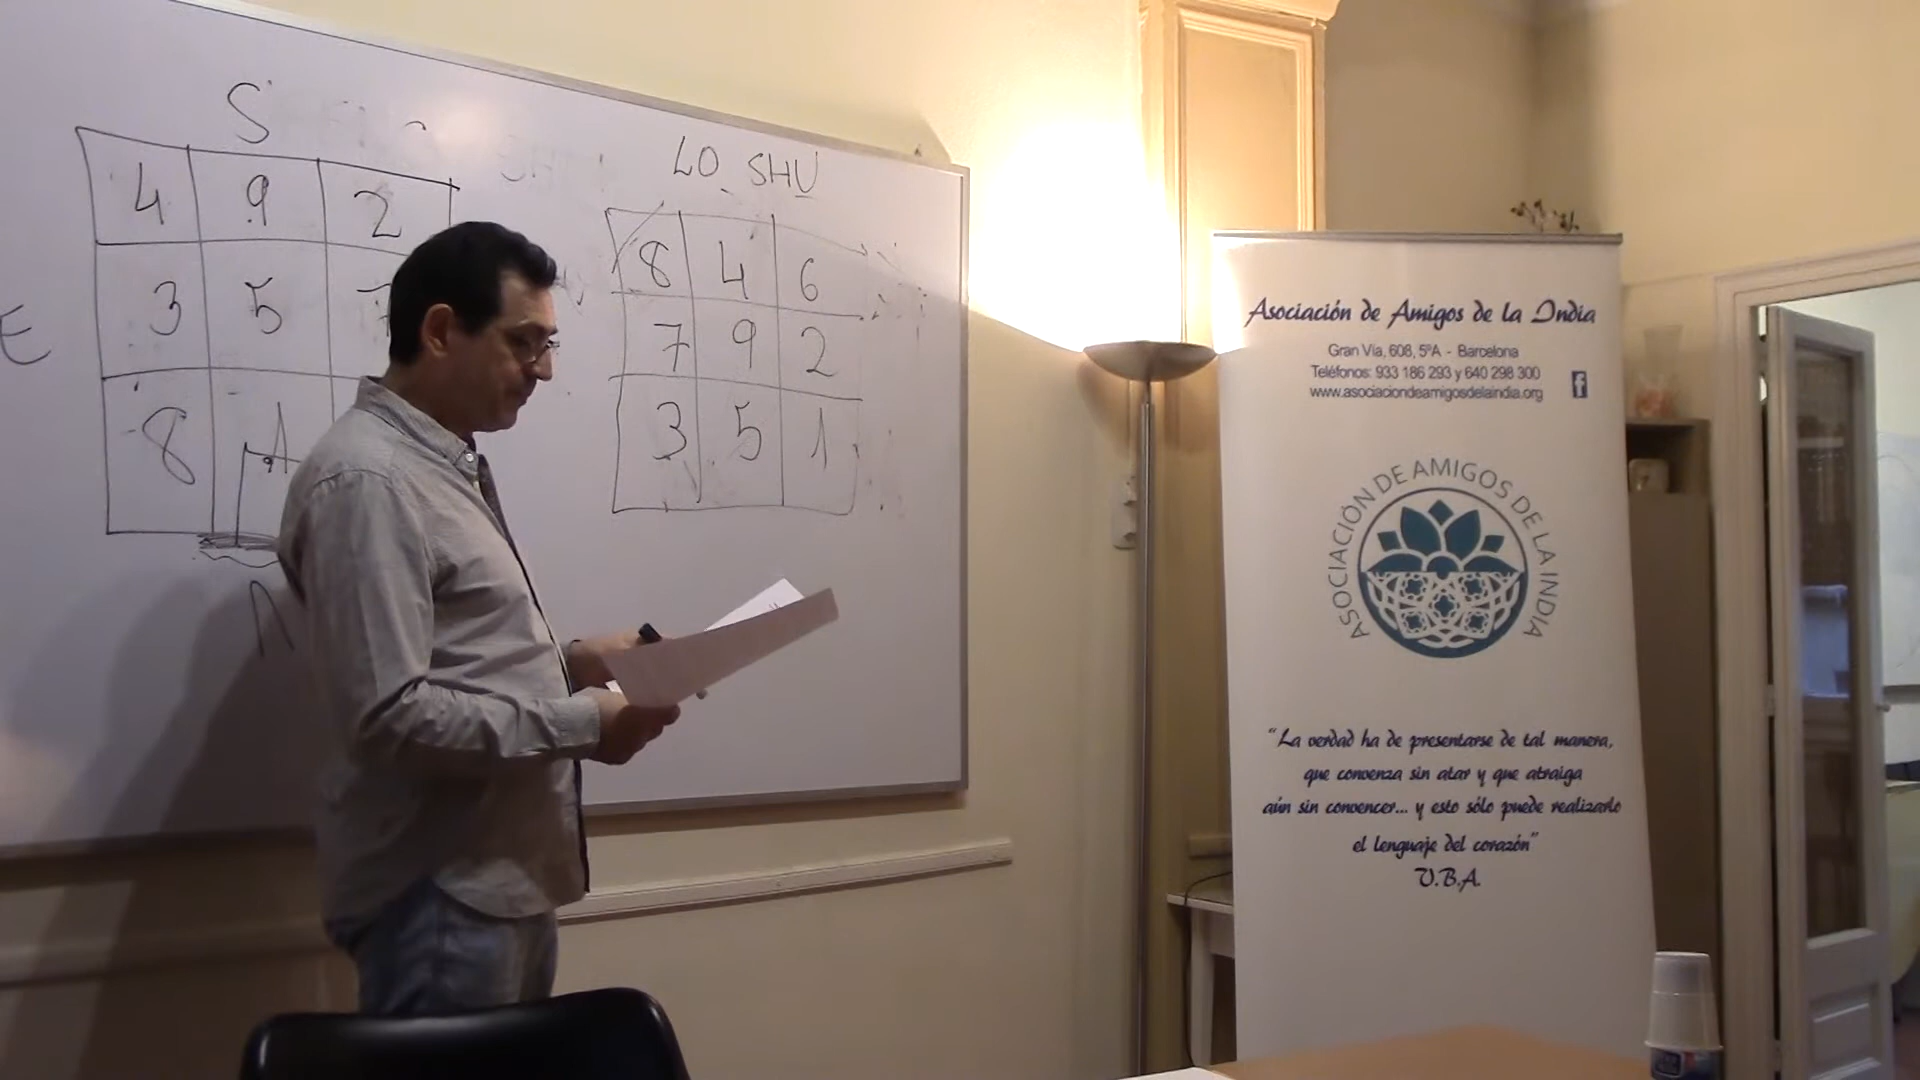 S
4 9 2
3 5 7
E
8 1
N
LO SHU
8 4 6
7 9 2
3 5 1
Asociación de Amigos de la India
Gran Vía, 608, 5ºA - Barcelona
Teléfonos: 933 186 293 y 640 298 300
www.asociaciondeamigosdelaindia.org
f
ASOCIACIÓN DE AMIGOS DE LA INDIA
"La verdad ha de presentarse de tal manera,
que convenza sin atar y que atraiga
aún sin convencer... y esto sólo puede realizarlo
el lenguaje del corazón"
V.B.A.